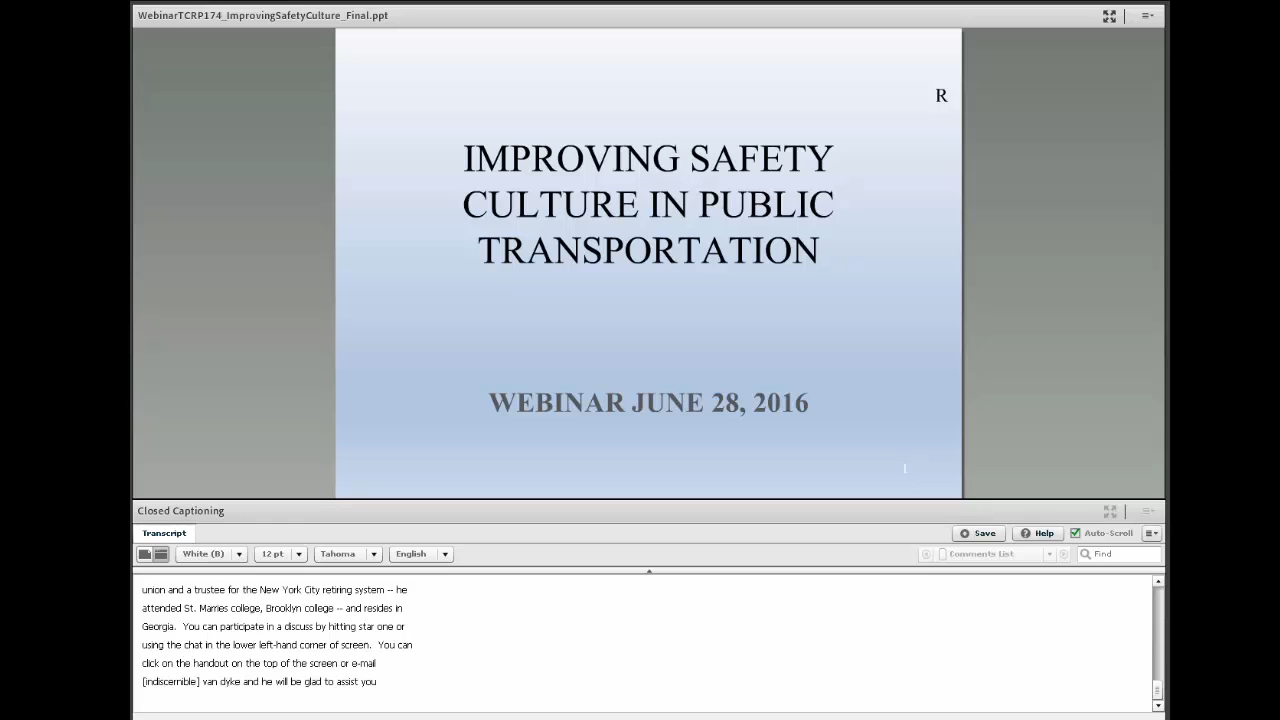 WebinarTCRP174_ImprovingSafetyCulture_Final.ppt
R
IMPROVING SAFETY
CULTURE IN PUBLIC
TRANSPORTATION
WEBINAR JUNE 28, 2016
1
Closed Captioning
Transcript
Save
Help
Auto-Scroll
White (B)
12 pt
Tahoma
English
Comments List
Find
union and a trustee for the New York City retiring system -- he
attended St. Marries college, Brooklyn college -- and resides in
Georgia.  You can participate in a discuss by hitting star one or
using the chat in the lower left-hand corner of screen.  You can
click on the handout on the top of the screen or e-mail
[indiscernible] van dyke and he will be glad to assist you